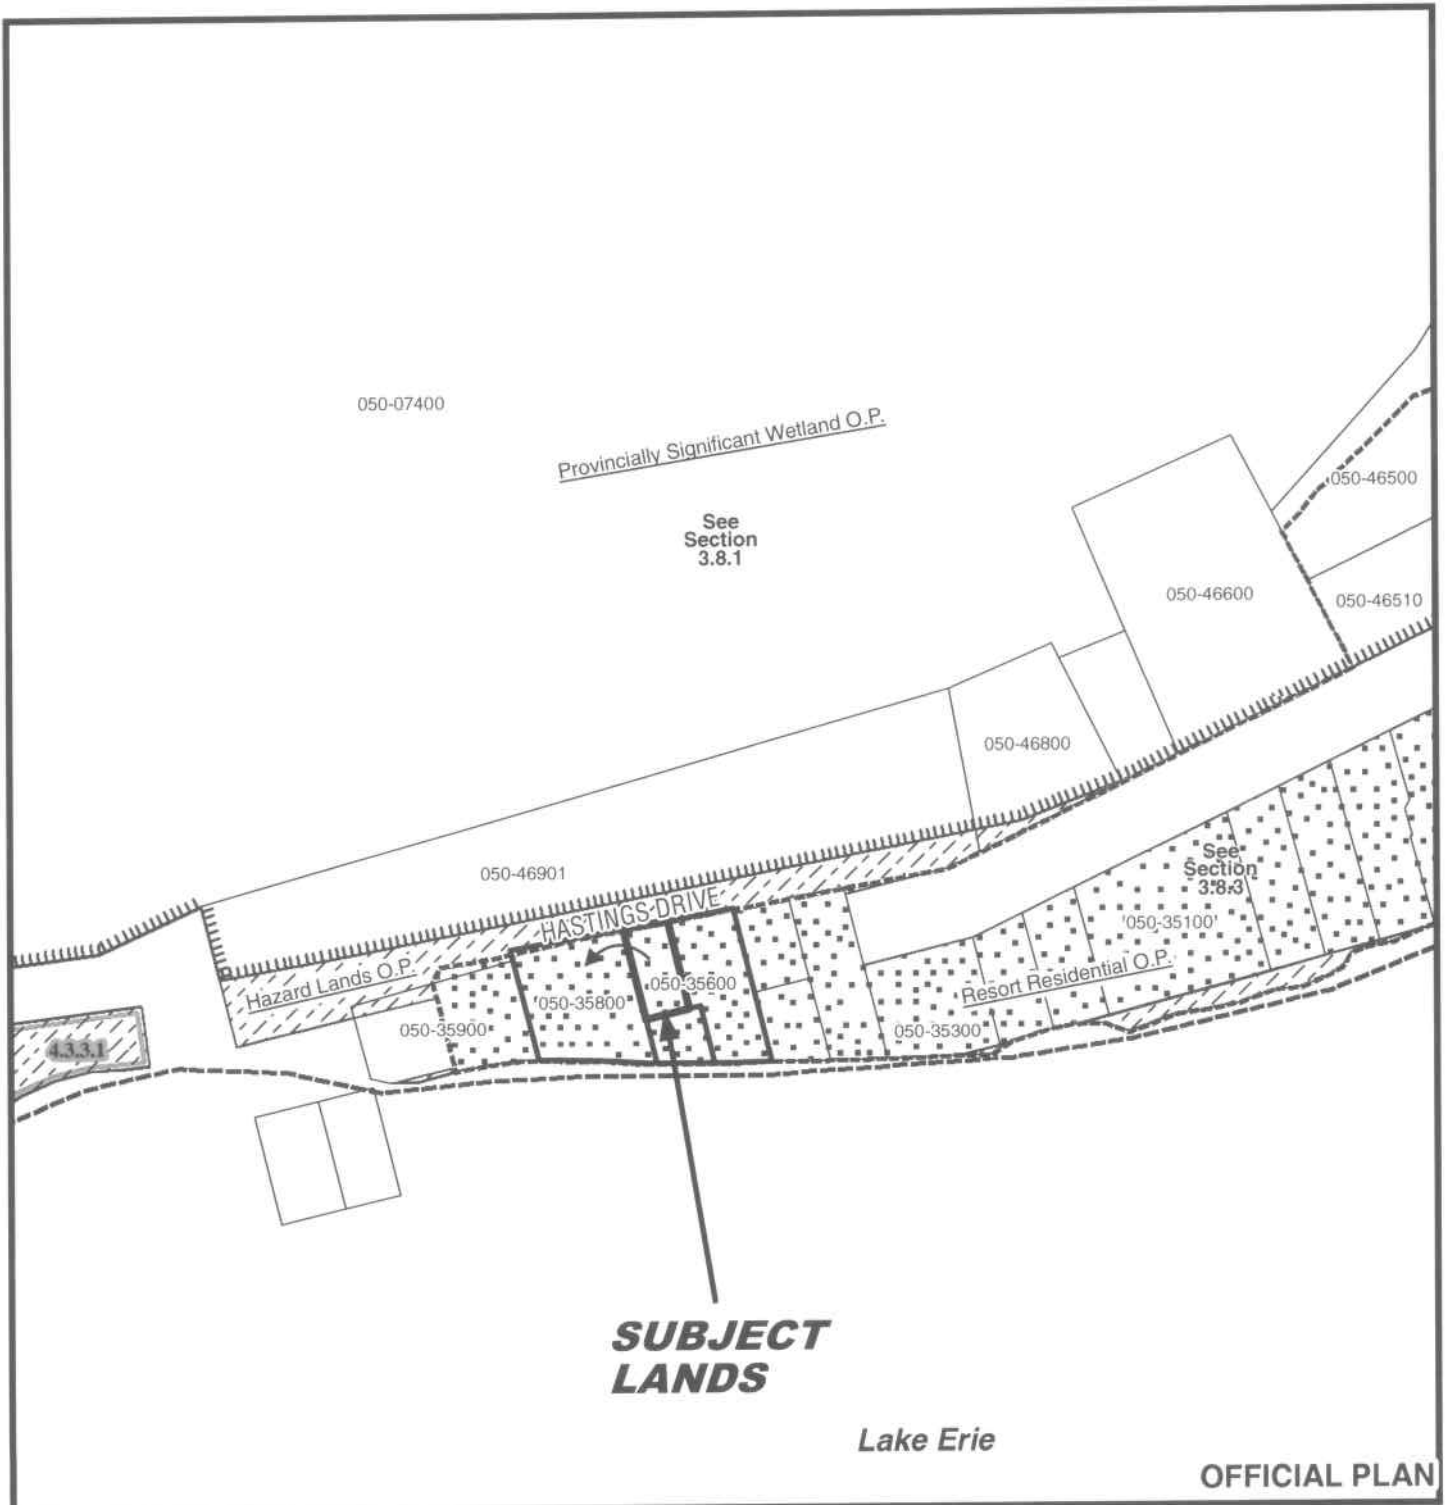 050-07400
Provincially Significant Wetland O.P.
See
Section
3.8.1
050-46500
050-46600
050-46510
050-46800
050-46901
See
Section
3.8.3
HASTINGS DRIVE
050-35100
Hazard Lands O.P.
050-35600
Resort Residential O.P.
050-35800
050-35900
050-35300
4.3.3.1
SUBJECT
LANDS
Lake Erie
OFFICIAL PLAN